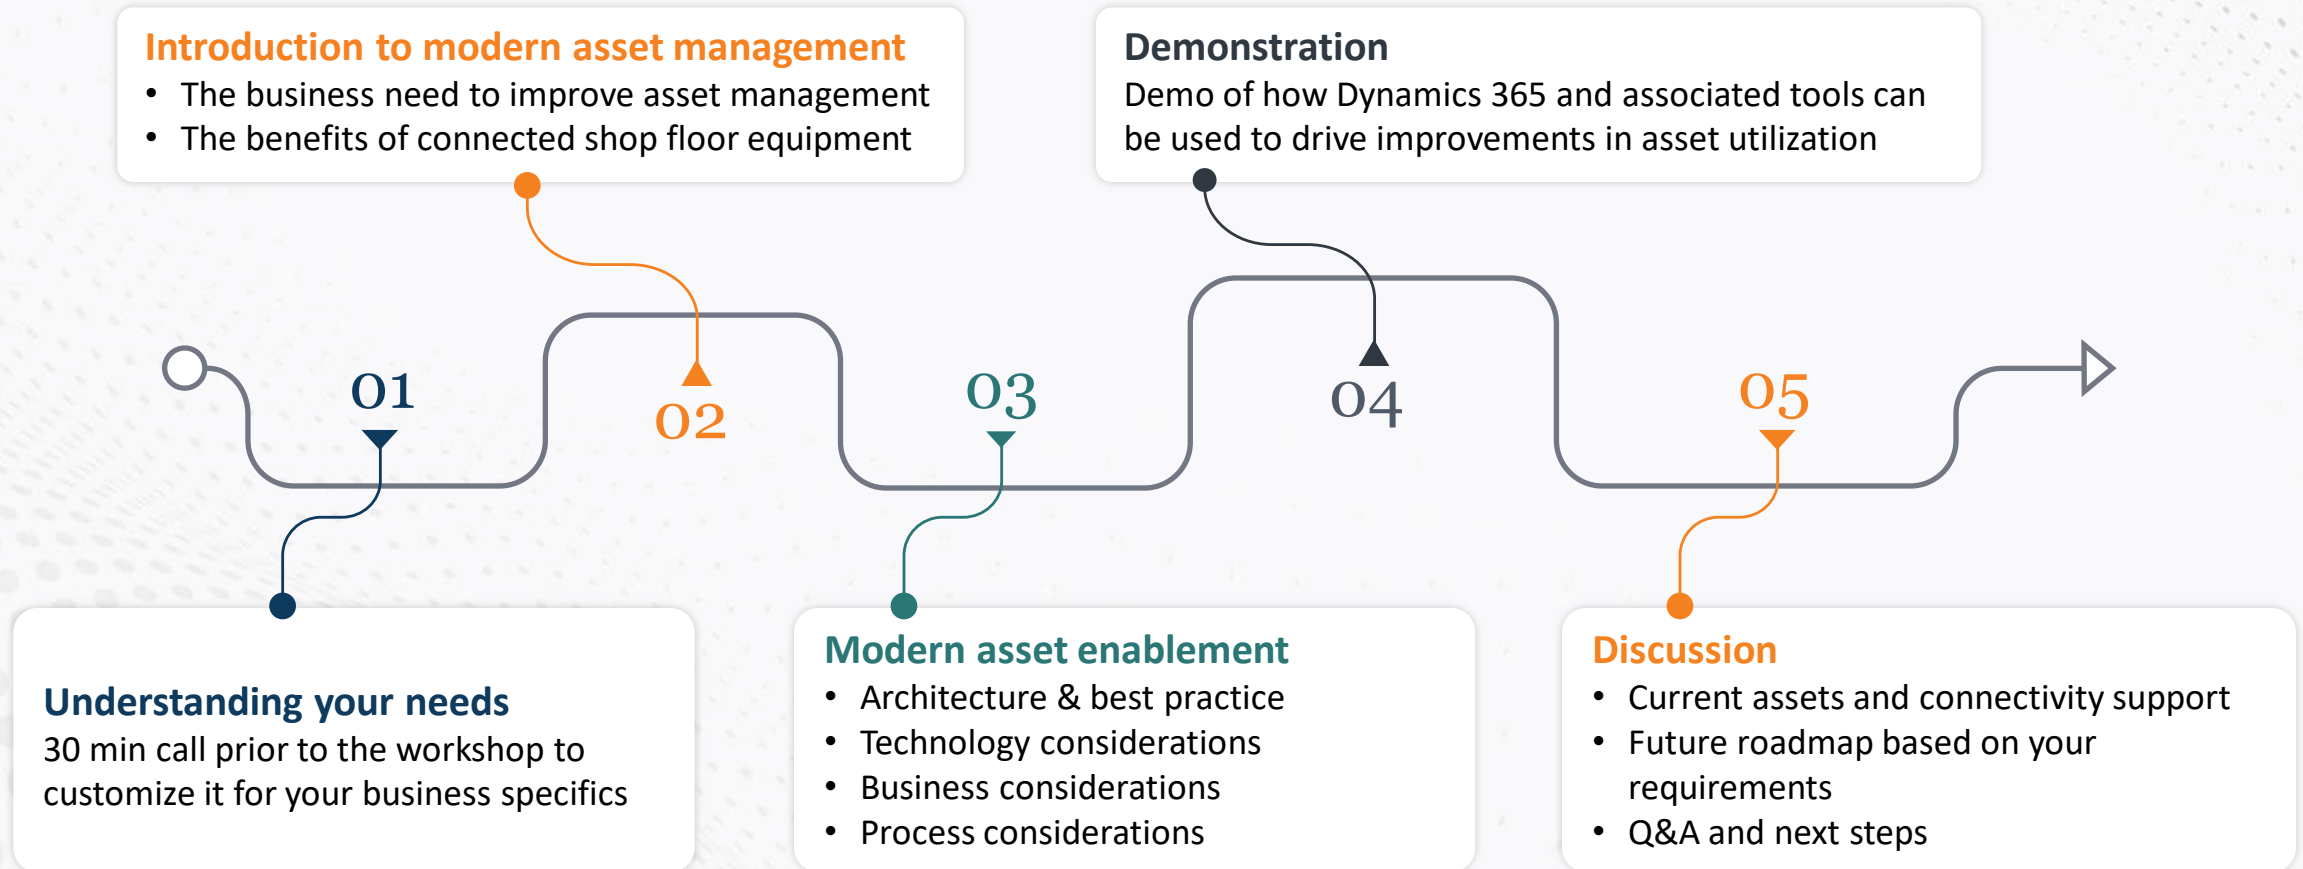 Introduction to modern asset management
• The business need to improve asset management
• The benefits of connected shop floor equipment
Demonstration
Demo of how Dynamics 365 and associated tools can
be used to drive improvements in asset utilization
01
02
03
04
05
Understanding your needs
30 min call prior to the workshop to
customize it for your business specifics
Modern asset enablement
• Architecture & best practice
• Technology considerations
• Business considerations
• Process considerations
Discussion
• Current assets and connectivity support
• Future roadmap based on your
requirements
• Q&A and next steps